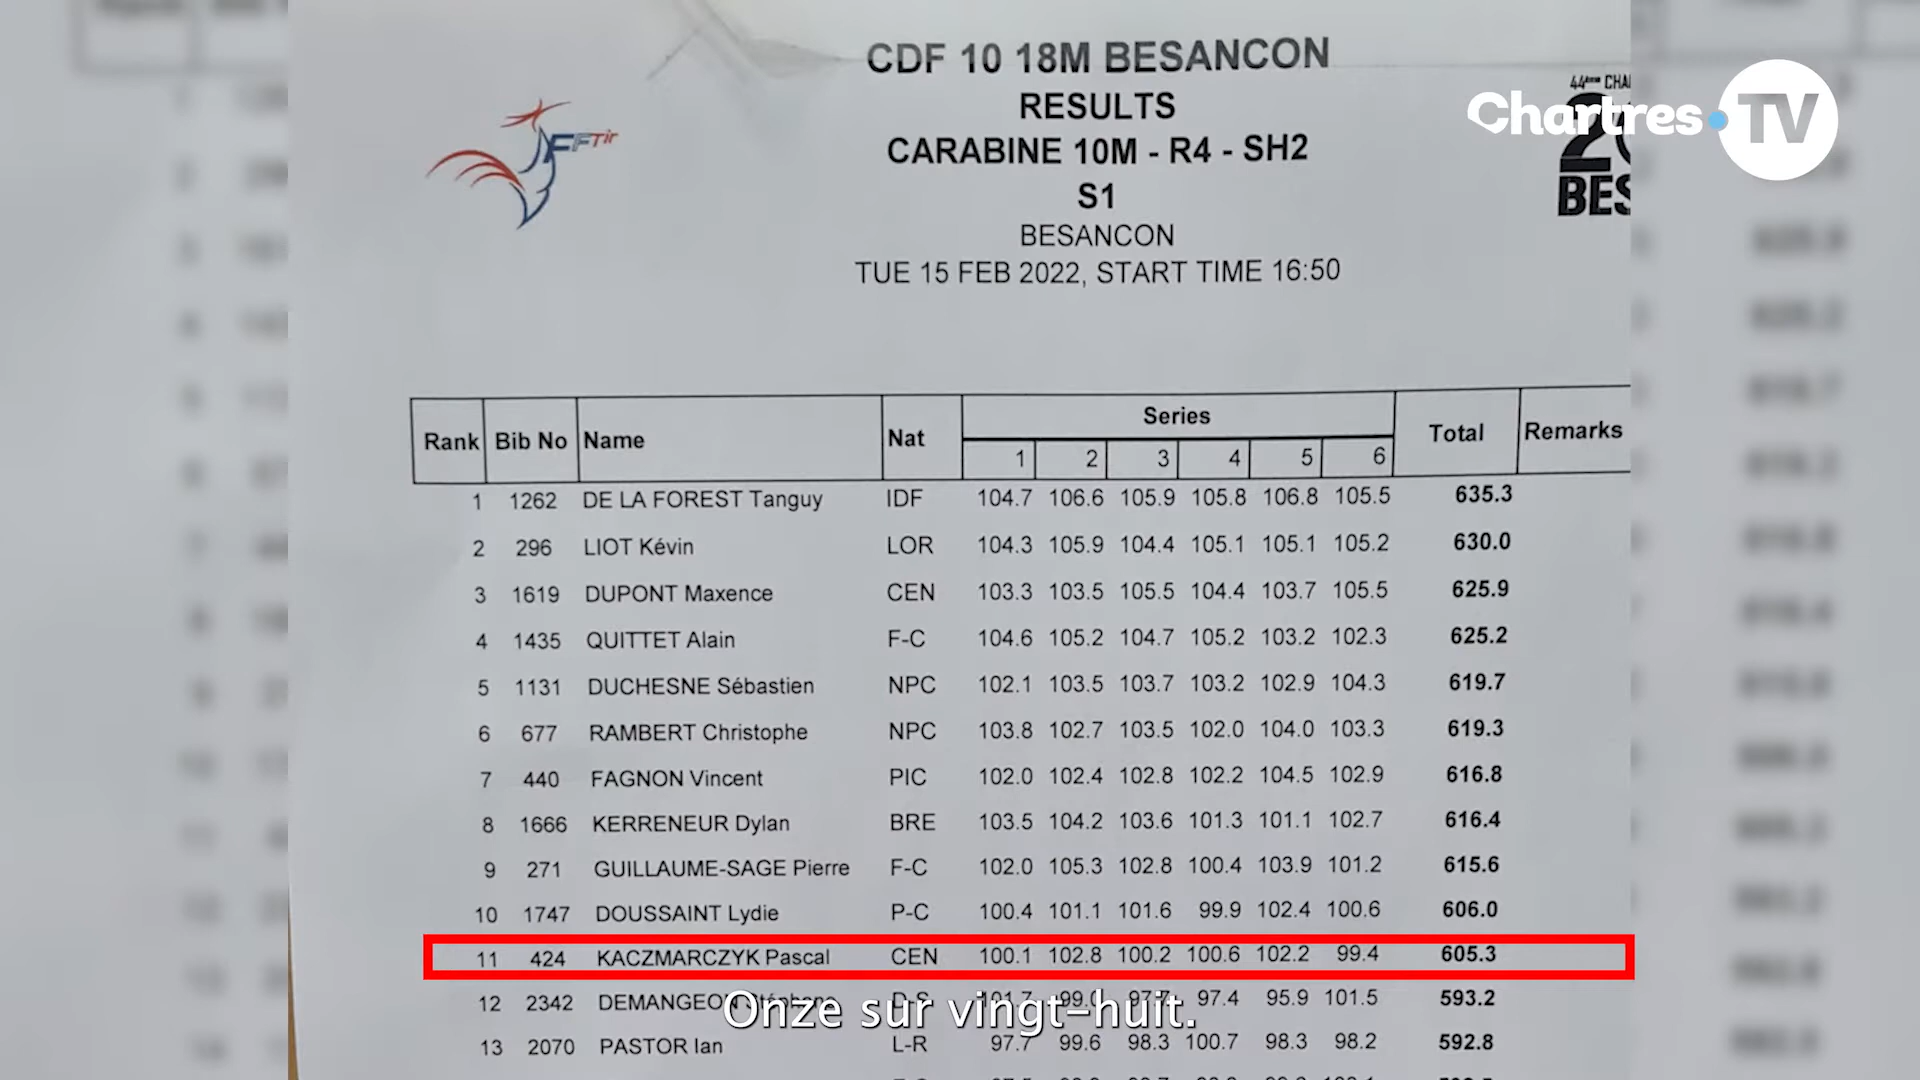 CDF 10 18M BESANCON
RESULTS
CARABINE 10M - R4 - SH2
S1
BESANCON
TUE 15 FEB 2022, START TIME 16:50
FFTir
44ème CHA
BES
Chartres TV
Rank Bib No Name Nat Series Total Remarks
1 2 3 4 5 6
1 1262 DE LA FOREST Tanguy IDF 104.7 106.6 105.9 105.8 106.8 105.5 635.3
2 296 LIOT Kévin LOR 104.3 105.9 104.4 105.1 105.1 105.2 630.0
3 1619 DUPONT Maxence CEN 103.3 103.5 105.5 104.4 103.7 105.5 625.9
4 1435 QUITTET Alain F-C 104.6 105.2 104.7 105.2 103.2 102.3 625.2
5 1131 DUCHESNE Sébastien NPC 102.1 103.5 103.7 103.2 102.9 104.3 619.7
6 677 RAMBERT Christophe NPC 103.8 102.7 103.5 102.0 104.0 103.3 619.3
7 440 FAGNON Vincent PIC 102.0 102.4 102.8 102.2 104.5 102.9 616.8
8 1666 KERRENEUR Dylan BRE 103.5 104.2 103.6 101.3 101.1 102.7 616.4
9 271 GUILLAUME-SAGE Pierre F-C 102.0 105.3 102.8 100.4 103.9 101.2 615.6
10 1747 DOUSSAINT Lydie P-C 100.4 101.1 101.6 99.9 102.4 100.6 606.0
11 424 KACZMARCZYK Pascal CEN 100.1 102.8 100.2 100.6 102.2 99.4 605.3
12 2342 DEMANGEON 97.4 95.9 101.5 593.2
Onze sur vingt-huit.
13 2070 PASTOR Ian L-R 97.7 99.6 98.3 100.7 98.3 98.2 592.8